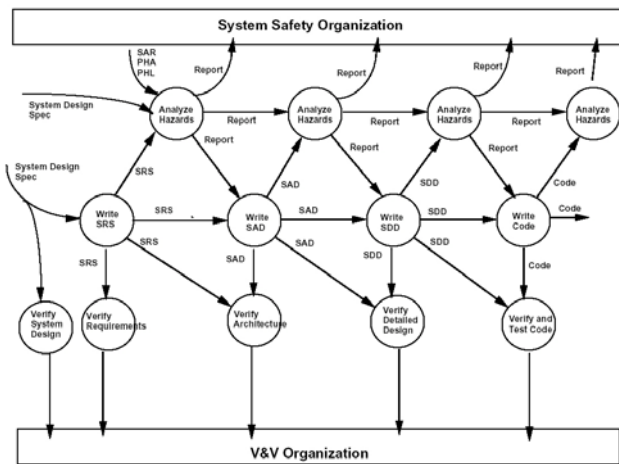 System Safety Organization
SAR
PHA
PHL
Report
Report
Report
Report
System Design
Spec
Analyze
Hazards
Report
Analyze
Hazards
Report
Analyze
Hazards
Report
Analyze
Hazards
Report
Report
Report
System Design
Spec
SRS
SAD
SDD
Code
Write
SRS
SRS
Write
SAD
SAD
Write
SDD
SDD
Write
Code
Code
SRS
SAD
SDD
SRS
SAD
SDD
Code
Verify
System
Design
Verify
Requirements
Verify
Architecture
Verify
Detailed
Design
Verify and
Test Code
V&V Organization